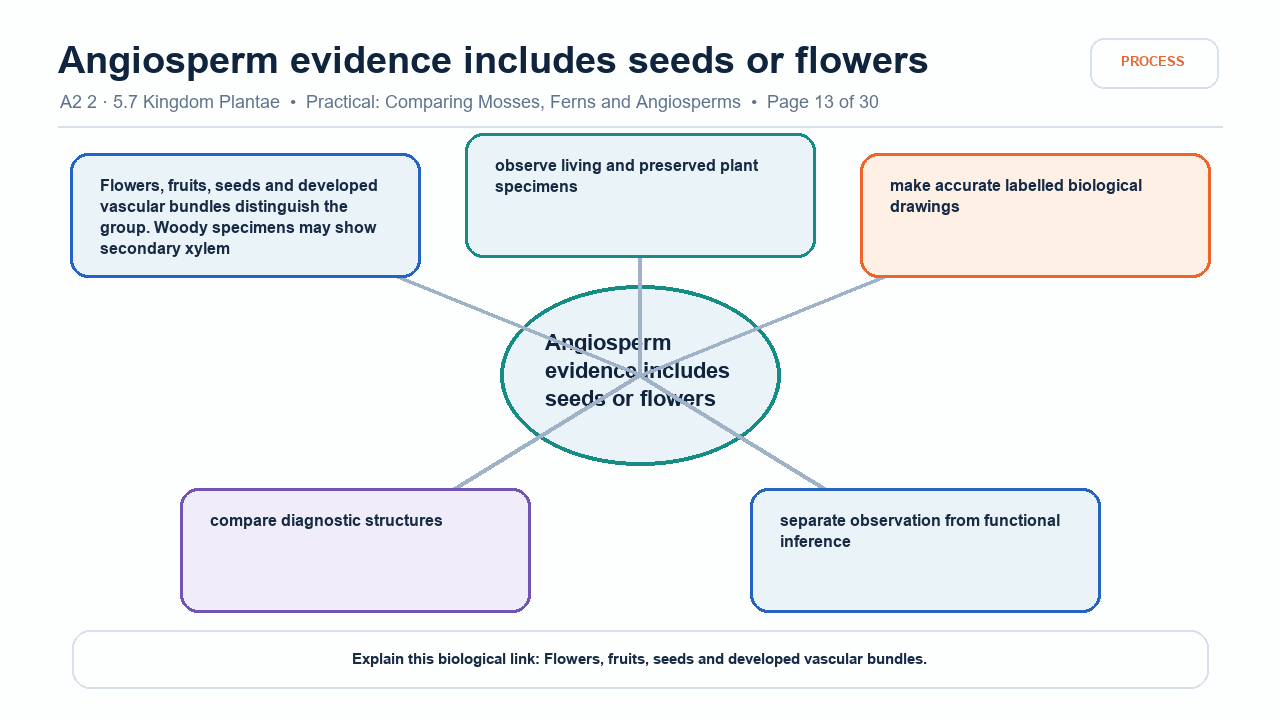 Angiosperm evidence includes seeds or flowers
PROCESS
A2 2 · 5.7 Kingdom Plantae • Practical: Comparing Mosses, Ferns and Angiosperms • Page 13 of 30
Flowers, fruits, seeds and developed
vascular bundles distinguish the
group. Woody specimens may show
secondary xylem
observe living and preserved plant
specimens
make accurate labelled biological
drawings
Angiosperm
evidence includes
seeds or flowers
compare diagnostic structures
separate observation from functional
inference
Explain this biological link: Flowers, fruits, seeds and developed vascular bundles.